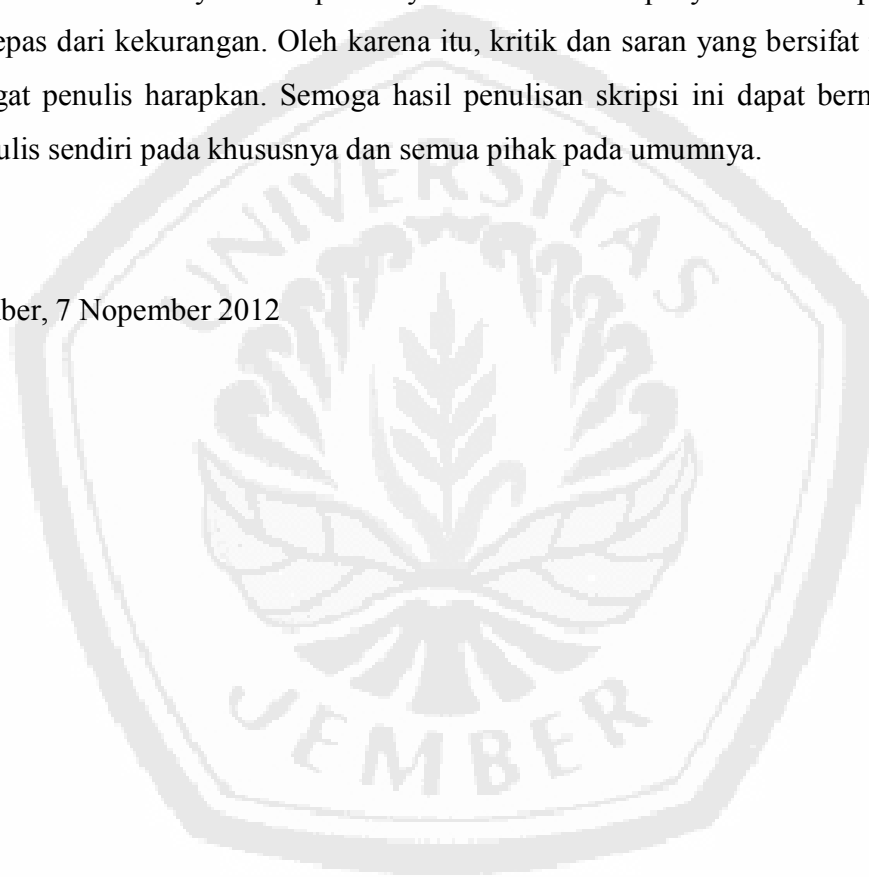 epas dari kekurangan. Oleh karena itu, kritik dan saran yang bersifat
gat penulis harapkan. Semoga hasil penulisan skripsi ini dapat bern
ulis sendiri pada khususnya dan semua pihak pada umumnya.
UNIVERSITAS
ber, 7 Nopember 2012
JEMBER